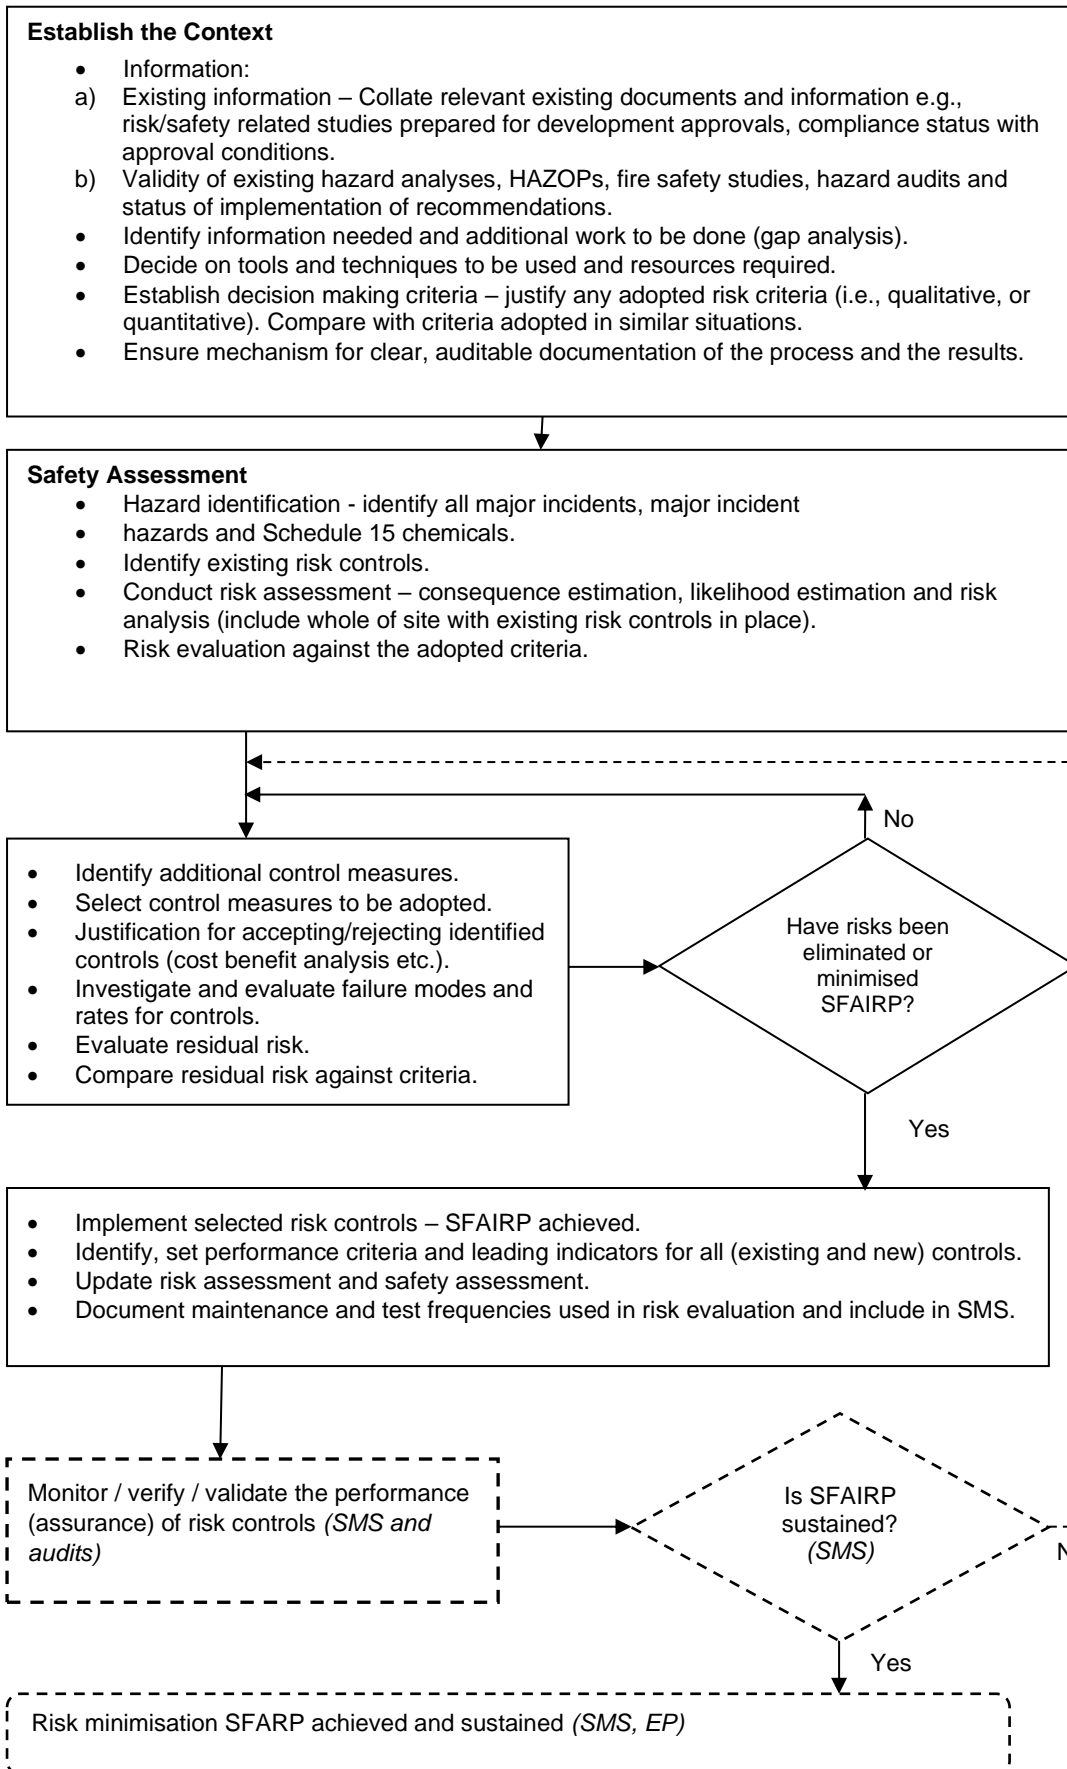 Establish the Context
• Information:
a) Existing information – Collate relevant existing documents and information e.g.,
risk/safety related studies prepared for development approvals, compliance status with
approval conditions.
b) Validity of existing hazard analyses, HAZOPs, fire safety studies, hazard audits and
status of implementation of recommendations.
• Identify information needed and additional work to be done (gap analysis).
• Decide on tools and techniques to be used and resources required.
• Establish decision making criteria – justify any adopted risk criteria (i.e., qualitative, or
quantitative). Compare with criteria adopted in similar situations.
• Ensure mechanism for clear, auditable documentation of the process and the results.
Safety Assessment
• Hazard identification - identify all major incidents, major incident
• hazards and Schedule 15 chemicals.
• Identify existing risk controls.
• Conduct risk assessment – consequence estimation, likelihood estimation and risk
analysis (include whole of site with existing risk controls in place).
• Risk evaluation against the adopted criteria.
No
• Identify additional control measures.
• Select control measures to be adopted.
• Justification for accepting/rejecting identified
controls (cost benefit analysis etc.).
• Investigate and evaluate failure modes and
rates for controls.
• Evaluate residual risk.
• Compare residual risk against criteria.
Have risks been
eliminated or
minimised
SFAIRP?
Yes
• Implement selected risk controls – SFAIRP achieved.
• Identify, set performance criteria and leading indicators for all (existing and new) controls.
• Update risk assessment and safety assessment.
• Document maintenance and test frequencies used in risk evaluation and include in SMS.
Monitor / verify / validate the performance
(assurance) of risk controls (SMS and
audits)
Is SFAIRP
sustained?
(SMS)
N
Yes
Risk minimisation SFARP achieved and sustained (SMS, EP)